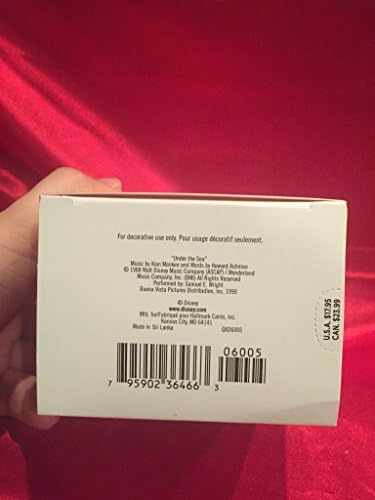 For decorative use only. Pour usage décoratif seulement.
"Under the Sea"
Music by Alan Menken and Words by Howard Ashman
© 1988 Walt Disney Music Company (ASCAP) / Wonderland
Music Company, Inc. (BMI) All Rights Reserved
Performed by: Samuel E. Wright
Buena Vista Pictures Distribution, Inc. 1990
© Disney
www.disney.com
Mfd. for/Fabriqué pour Hallmark Cards, Inc.
Kansas City, MO 64141
Made in Sri Lanka QXI6005
06005
7 95902 36466 3
U.S.A. $17.95
CAN. $23.99